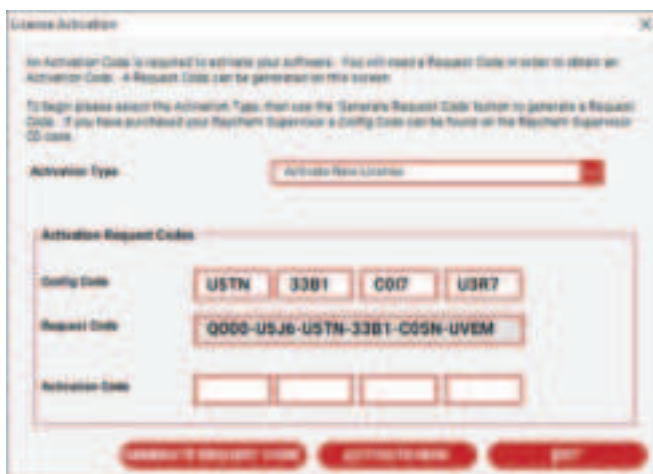 License Activation
An Activation Code is required to activate your software. You will need a Request Code in order to obtain an
Activation Code. A Request Code can be generated on this screen.
To begin please select the Activation Type, then use the 'Generate Request Code' button to generate a Request
Code. If you have purchased your Raychem Supervisor a Config Code can be found on the Raychem Supervisor
CD case.
Activation Type
Activate New License
Activation Request Codes
Config Code
USTN 33B1 C0I7 U3R7
Request Code
Q000-U5J6-USTN-33B1-C0SN-UVEM
Activation Code
GENERATE REQUEST CODE
ACTIVATE NOW
EXIT